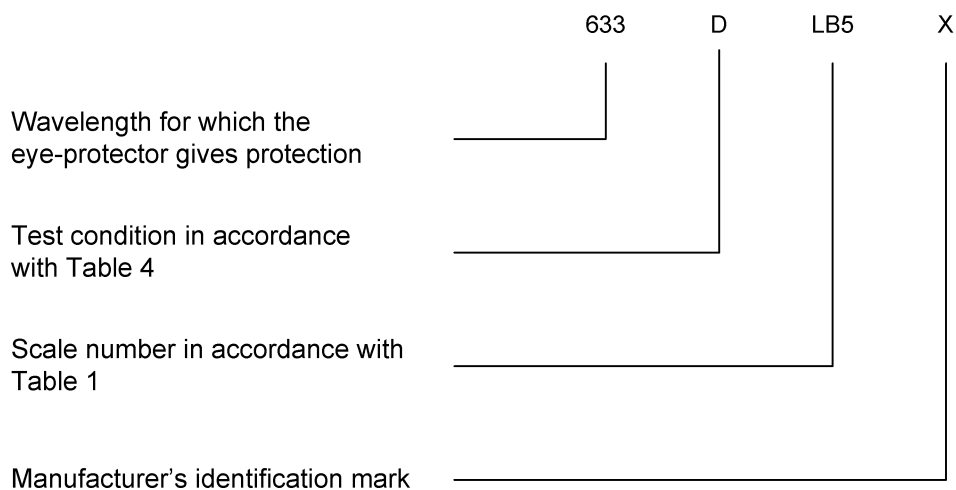 633 D LB5 X
Wavelength for which the
eye-protector gives protection
Test condition in accordance
with Table 4
Scale number in accordance with
Table 1
Manufacturer’s identification mark